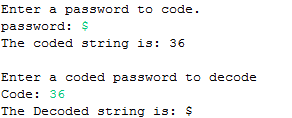 Enter a password to code.
password: $
The coded string is: 36

Enter a coded password to decode
Code: 36
The Decoded string is: $